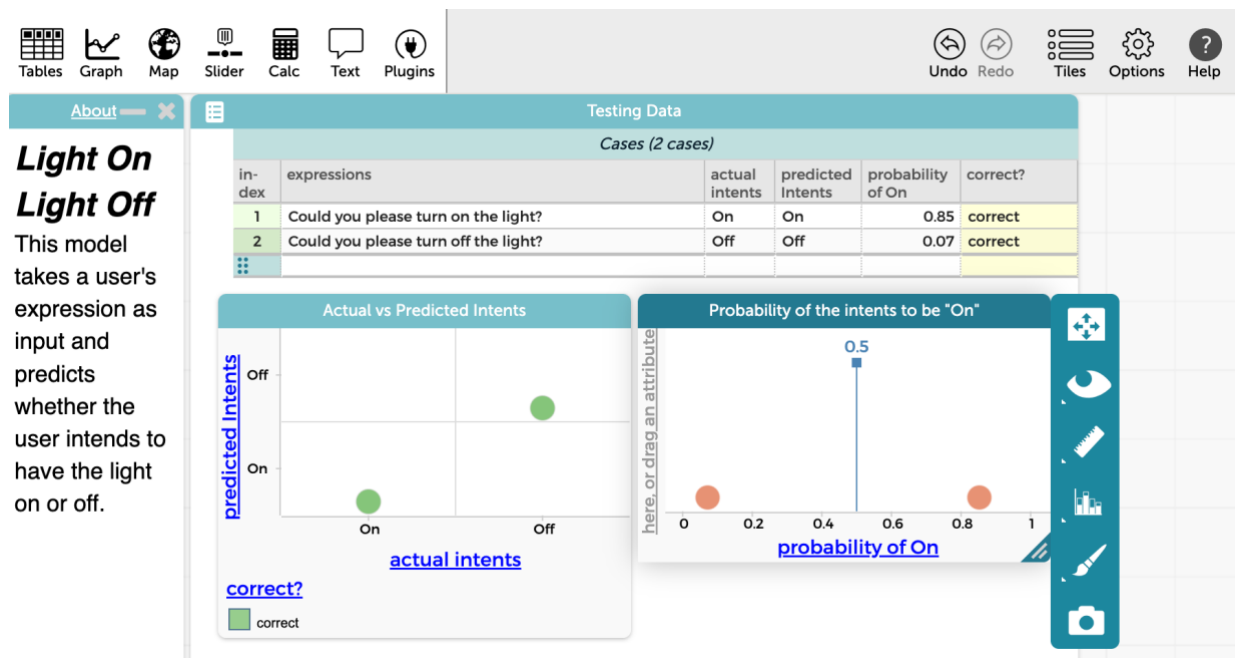 Tables Graph Map Slider Calc Text Plugins Undo Redo Tiles Options ? Help
About
Light On
Light Off
This model
takes a user's
expression as
input and
predicts
whether the
user intends to
have the light
on or off.
Testing Data
Cases (2 cases)
in-
dex
expressions
actual
intents
predicted
Intents
probability
of On
correct?
1 Could you please turn on the light? On On 0.85 correct
2 Could you please turn off the light? Off Off 0.07 correct
Actual vs Predicted Intents
predicted Intents
Off
On
On Off
actual intents
correct?
correct
Probability of the intents to be "On"
here, or drag an attribute
0.5
0 0.2 0.4 0.6 0.8 1
probability of On